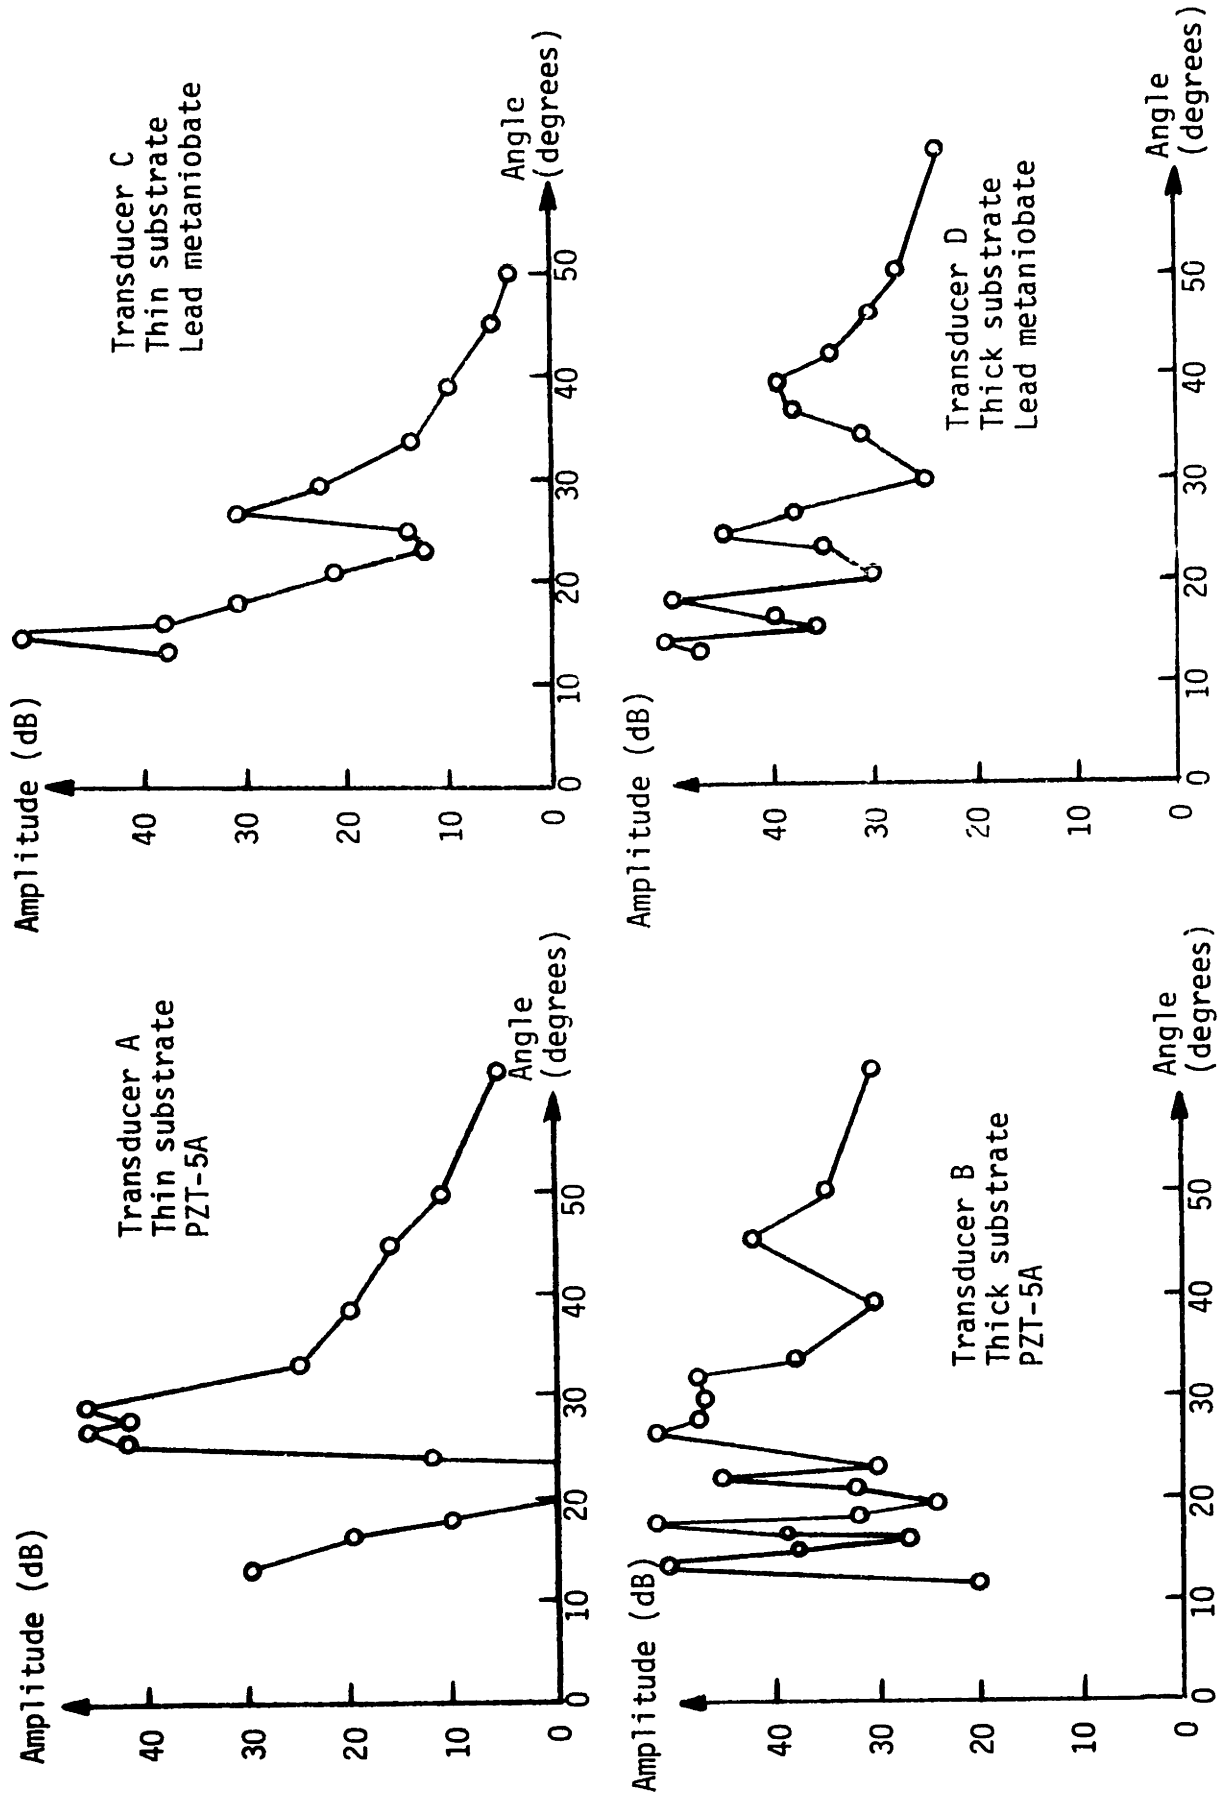 Amplitude (dB)
40
30
20
10
0
0
10
20
30
40
50
Angle
(degrees)
Transducer A
Thin substrate
PZT-5A
Amplitude (dB)
40
30
20
10
0
0
10
20
30
40
50
Angle
(degrees)
Transducer C
Thin substrate
Lead metaniobate
Amplitude (dB)
40
30
20
10
0
0
10
20
30
40
50
Angle
(degrees)
Transducer B
Thick substrate
PZT-5A
Amplitude (dB)
40
30
20
10
0
0
10
20
30
40
50
Angle
(degrees)
Transducer D
Thick substrate
Lead metaniobate